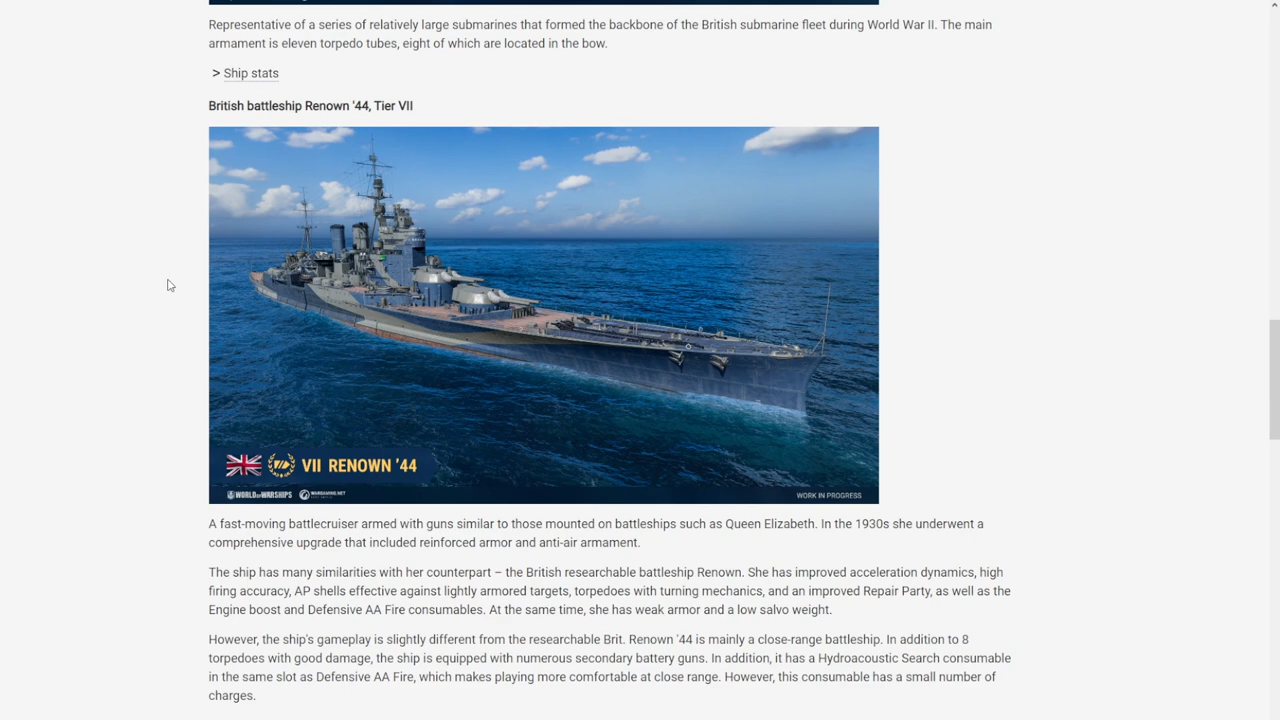 Representative of a series of relatively large submarines that formed the backbone of the British submarine fleet during World War II. The main
armament is eleven torpedo tubes, eight of which are located in the bow.
> Ship stats
British battleship Renown '44, Tier VII
VII RENOWN '44
WORLD OF WARSHIPS WARGAMING.NET
WORK IN PROGRESS
A fast-moving battlecruiser armed with guns similar to those mounted on battleships such as Queen Elizabeth. In the 1930s she underwent a
comprehensive upgrade that included reinforced armor and anti-air armament.
The ship has many similarities with her counterpart – the British researchable battleship Renown. She has improved acceleration dynamics, high
firing accuracy, AP shells effective against lightly armored targets, torpedoes with turning mechanics, and an improved Repair Party, as well as the
Engine boost and Defensive AA Fire consumables. At the same time, she has weak armor and a low salvo weight.
However, the ship's gameplay is slightly different from the researchable Brit. Renown '44 is mainly a close-range battleship. In addition to 8
torpedoes with good damage, the ship is equipped with numerous secondary battery guns. In addition, it has a Hydroacoustic Search consumable
in the same slot as Defensive AA Fire, which makes playing more comfortable at close range. However, this consumable has a small number of
charges.